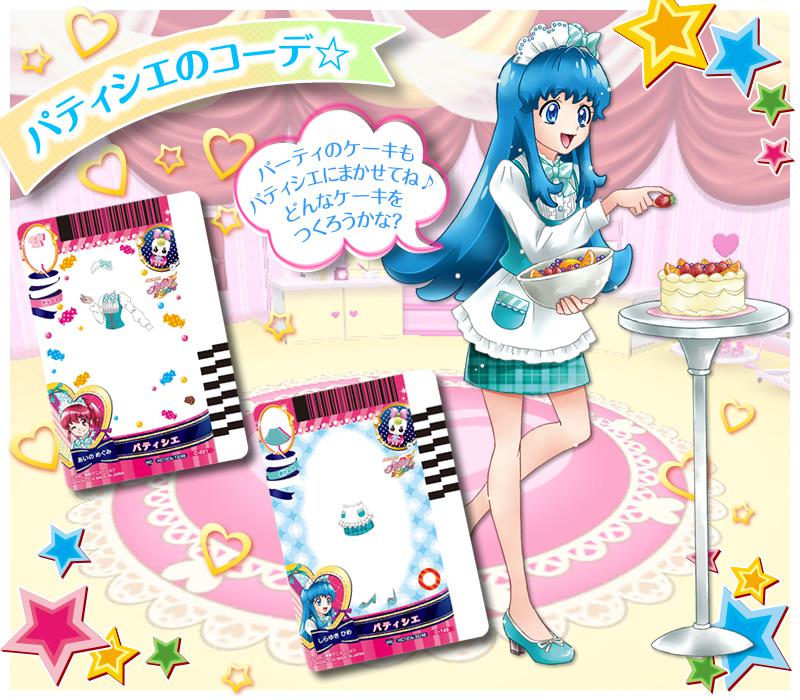 パティシエのコーデ☆
パーティのケーキも
パティシエにまかせてね♪
どんなケーキを
つくろうかな?
あいの めぐみ
パティシエ
しらゆき ひめ
パティシエ